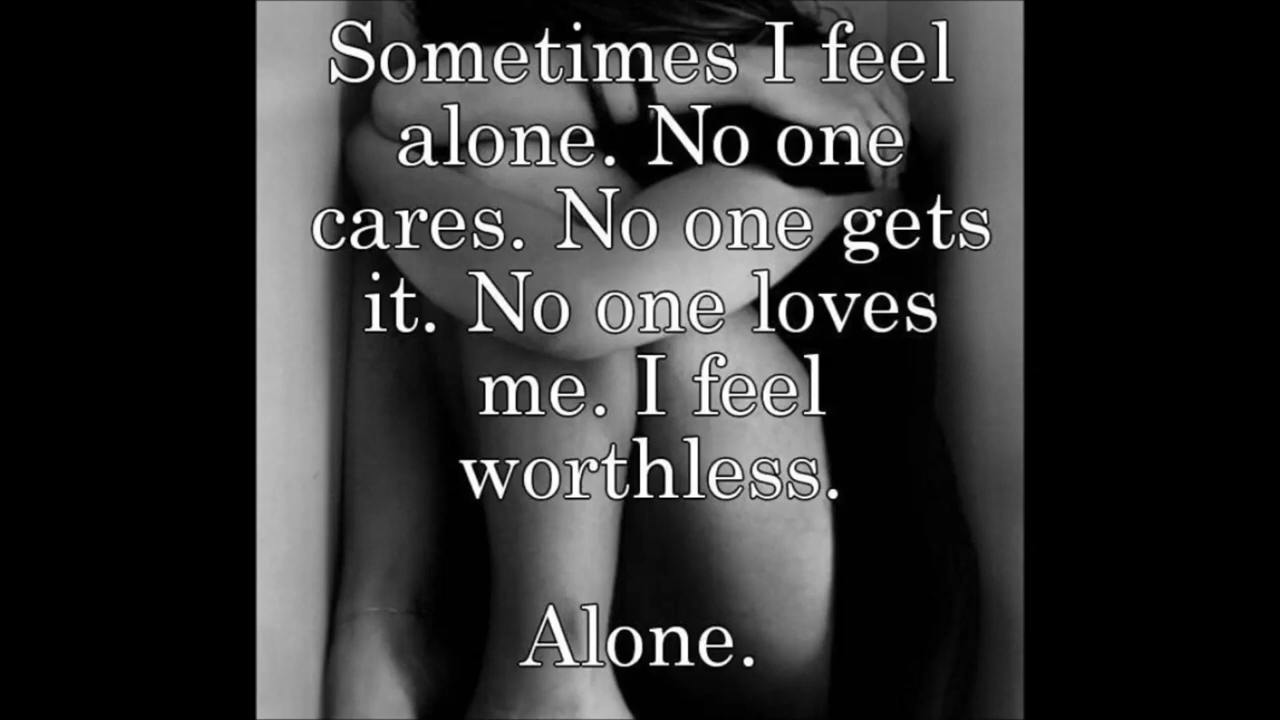 Sometimes I feel
alone. No one
cares. No one gets
it. No one loves
me. I feel
worthless.
Alone.